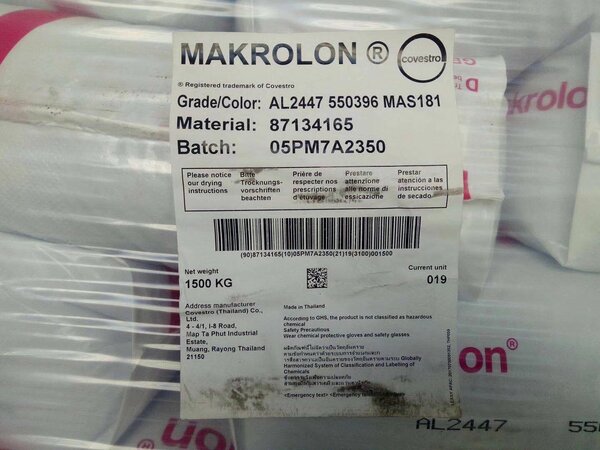 MAKROLON ®
covestro
® Registered trademark of Covestro
Grade/Color: AL2447 550396 MAS181
Material: 87134165
Batch: 05PM7A2350
Please notice our drying instructions
Bitte Trocknungs- vorschriften beachten
Prière de respecter nos prescriptions d'étuvage
Prestare attenzione alle norme di essicazione
Prestar atención a las instrucciones de secado
(90)87134165(10)05PM7A2350(21)19(3100)001500
Net weight
1500 KG
Current unit
019
Address manufacturer
Covestro (Thailand) Co.,
Ltd.
4 - 4/1, I-8 Road,
Map Ta Phut Industrial
Estate,
Muang, Rayong Thailand
21150
Made in Thailand
According to GHS, the product is not classified as hazardous
chemical
Safety Precautious
Wear chemical protective gloves and safety glasses
Globally
Harmonized System of Classification and Labelling of
Chemicals
<Emergency text> <Emergency text>
krolo
lon®
AL2447
55